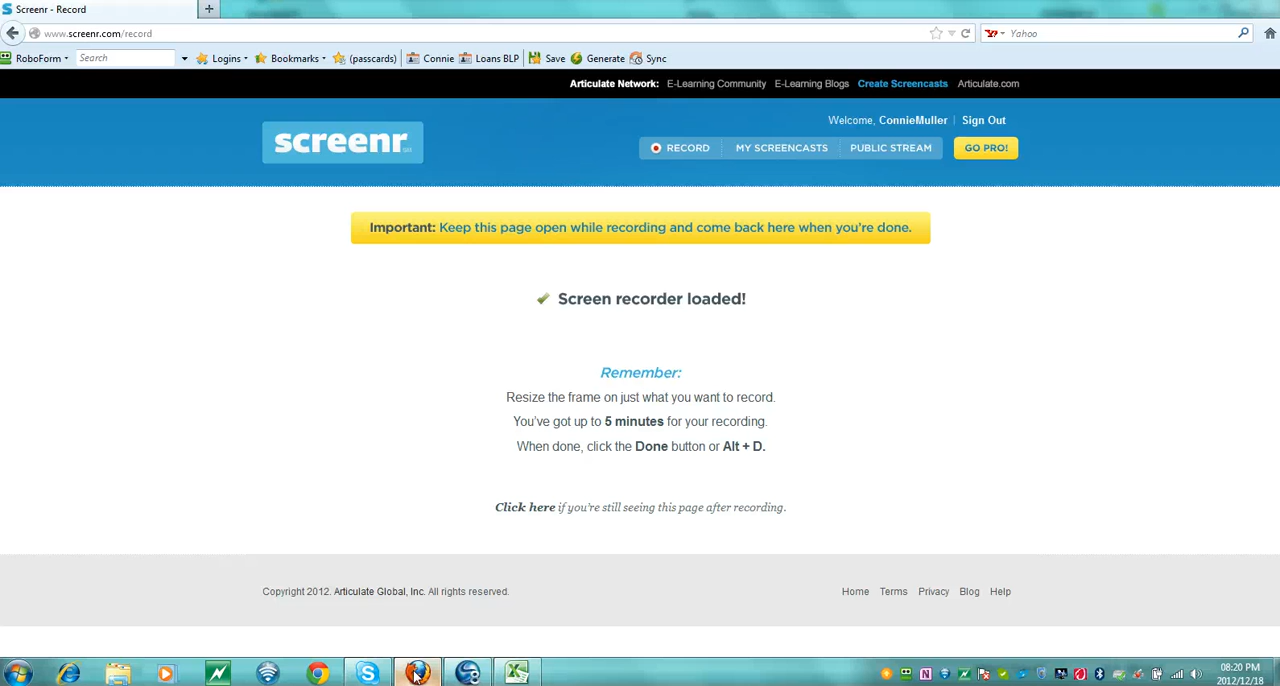 Screenr - Record
www.screenr.com/record
Yahoo
RoboForm Search Logins Bookmarks (passcards) Connie Loans BLP Save Generate Sync
Articulate Network: E-Learning Community E-Learning Blogs Create Screencasts Articulate.com
Welcome, ConnieMuller | Sign Out
screenr
RECORD MY SCREENCASTS PUBLIC STREAM GO PRO!
Important: Keep this page open while recording and come back here when you're done.
Screen recorder loaded!
Remember:
Resize the frame on just what you want to record.
You've got up to 5 minutes for your recording.
When done, click the Done button or Alt + D.
Click here if you're still seeing this page after recording.
Copyright 2012. Articulate Global, Inc. All rights reserved.
Home Terms Privacy Blog Help
08:20 PM
2012/12/18